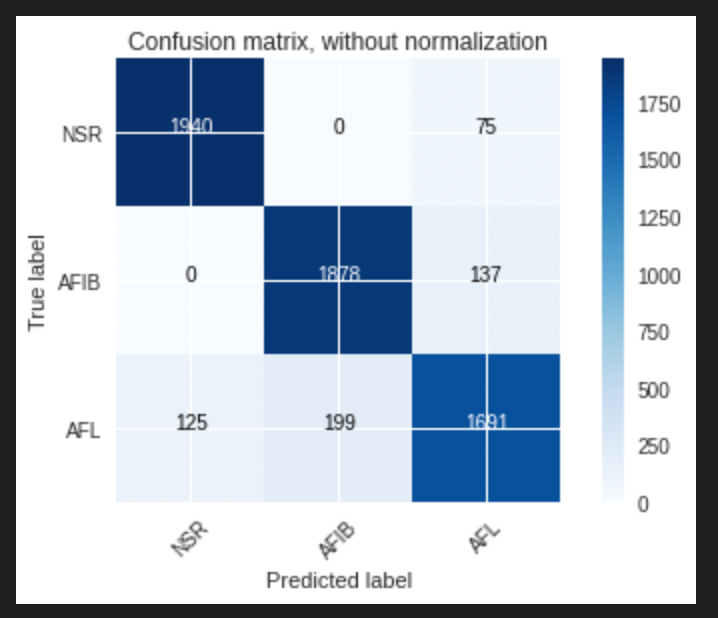 Confusion matrix, without normalization
NSR 1940 0 75
AFIB 0 1878 137
AFL 125 199 1691
NSR AFIB AFL
True label
Predicted label
1750
1500
1250
1000
750
500
250
0